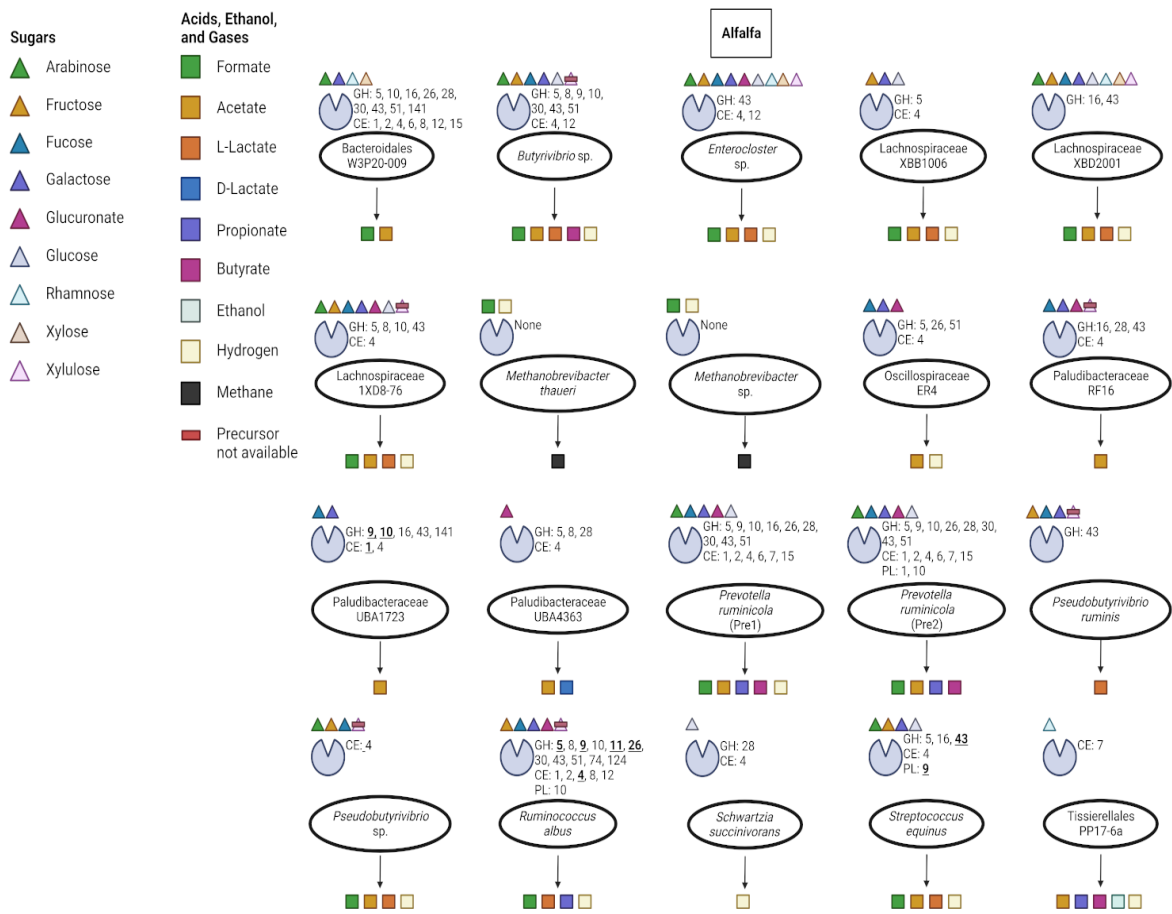 Alfalfa
Sugars
Arabinose
Fructose
Fucose
Galactose
Glucuronate
Glucose
Rhamnose
Xylose
Xylulose
Acids, Ethanol,
and Gases
Formate
Acetate
L-Lactate
D-Lactate
Propionate
Butyrate
Ethanol
Hydrogen
Methane
Precursor
not available
GH: 5, 10, 16, 26, 28,
30, 43, 51, 141
CE: 1, 2, 4, 6, 8, 12, 15
Bacteroidales
W3P20-009
GH: 5, 8, 9, 10,
30, 43, 51
CE: 4, 12
Butyrivibrio sp.
GH: 43
CE: 4, 12
Enterocloster
sp.
GH: 5
CE: 4
Lachnospiraceae
XBB1006
GH: 16, 43
Lachnospiraceae
XBD2001
GH: 5, 8, 10, 43
CE: 4
Lachnospiraceae
1XD8-76
None
Methanobrevibacter
thaueri
None
Methanobrevibacter
sp.
GH: 5, 26, 51
CE: 4
Oscillospiraceae
ER4
GH:16, 28, 43
CE: 4
Paludibacteraceae
RF16
GH: 9, 10, 16, 43, 141
CE: 1, 4
Paludibacteraceae
UBA1723
GH: 5, 8, 28
CE: 4
Paludibacteraceae
UBA4363
GH: 5, 9, 10, 16, 26, 28,
30, 43, 51
CE: 1, 2, 4, 6, 7, 15
Prevotella
ruminicola
(Pre1)
GH: 5, 9, 10, 26, 28, 30,
43, 51
CE: 1, 2, 4, 6, 7, 15
PL: 1, 10
Prevotella
ruminicola
(Pre2)
GH: 43
Pseudobutyrivibrio
ruminis
CE: 4
Pseudobutyrivibrio
sp.
GH: 5, 8, 9, 10, 11, 26,
30, 43, 51, 74, 124
CE: 1, 2, 4, 8, 12
PL: 10
Ruminococcus
albus
GH: 28
CE: 4
Schwartzia
succinivorans
GH: 5, 16, 43
CE: 4
PL: 9
Streptococcus
equinus
CE: 7
Tissierellales
PP17-6a